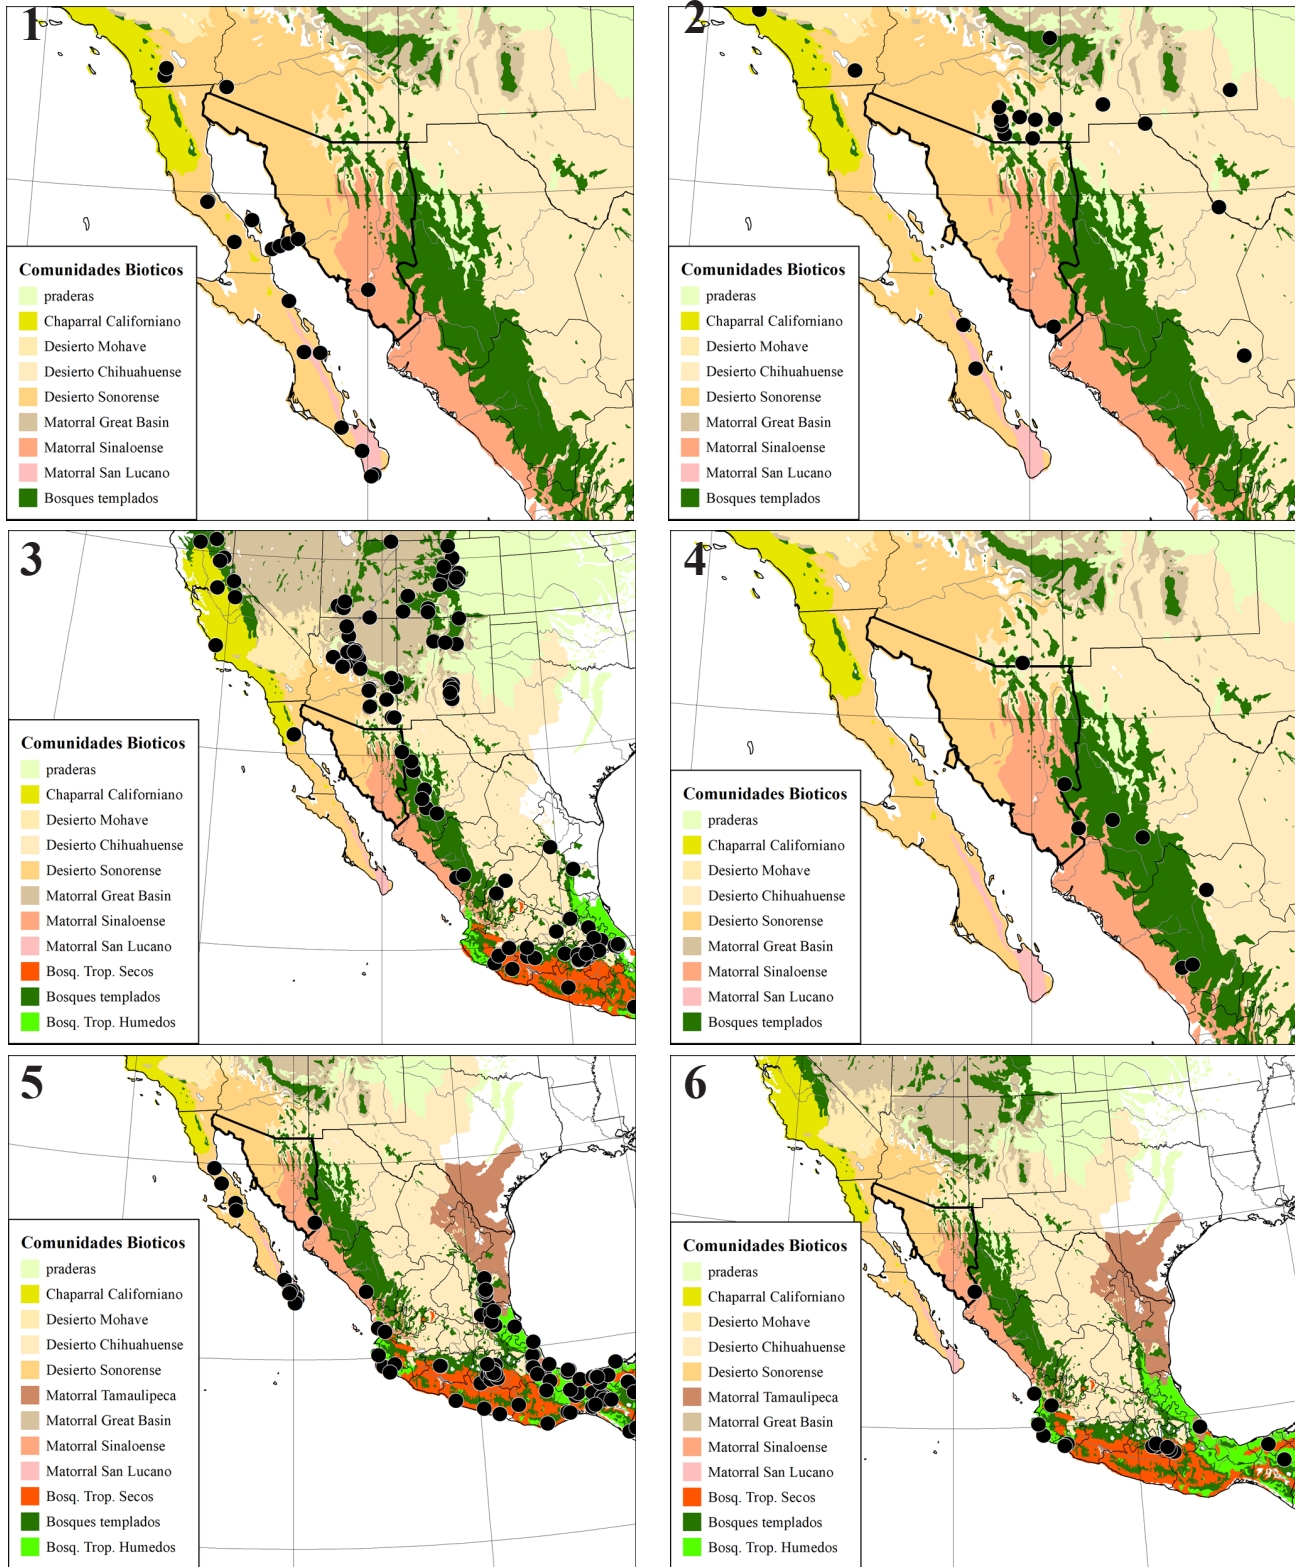 1
Comunidades Bioticos
praderas
Chaparral Californiano
Desierto Mohave
Desierto Chihuahuense
Desierto Sonorense
Matorral Great Basin
Matorral Sinaloense
Matorral San Lucano
Bosques templados
2
Comunidades Bioticos
praderas
Chaparral Californiano
Desierto Mohave
Desierto Chihuahuense
Desierto Sonorense
Matorral Great Basin
Matorral Sinaloense
Matorral San Lucano
Bosques templados
3
Comunidades Bioticos
praderas
Chaparral Californiano
Desierto Mohave
Desierto Chihuahuense
Desierto Sonorense
Matorral Great Basin
Matorral Sinaloense
Matorral San Lucano
Bosq. Trop. Secos
Bosques templados
Bosq. Trop. Humedos
4
Comunidades Bioticos
praderas
Chaparral Californiano
Desierto Mohave
Desierto Chihuahuense
Desierto Sonorense
Matorral Great Basin
Matorral Sinaloense
Matorral San Lucano
Bosques templados
5
Comunidades Bioticos
praderas
Chaparral Californiano
Desierto Mohave
Desierto Chihuahuense
Desierto Sonorense
Matorral Tamaulipeca
Matorral Great Basin
Matorral Sinaloense
Matorral San Lucano
Bosq. Trop. Secos
Bosques templados
Bosq. Trop. Humedos
6
Comunidades Bioticos
praderas
Chaparral Californiano
Desierto Mohave
Desierto Chihuahuense
Desierto Sonorense
Matorral Tamaulipeca
Matorral Great Basin
Matorral Sinaloense
Matorral San Lucano
Bosq. Trop. Secos
Bosques templados
Bosq. Trop. Humedos